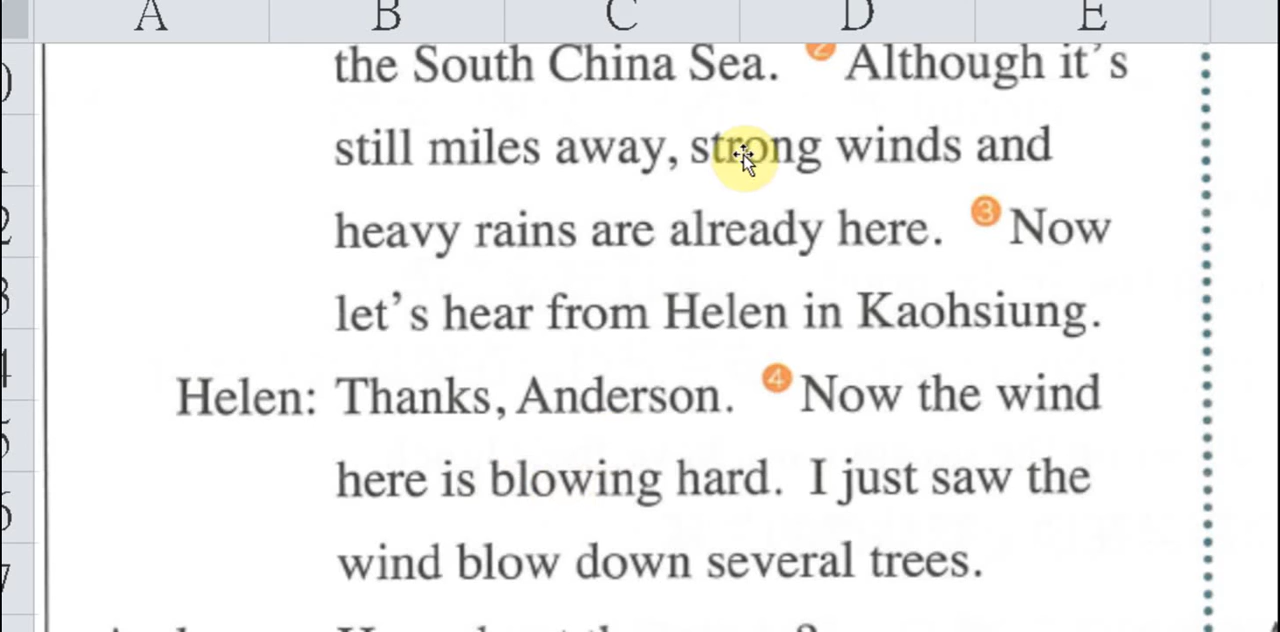 A B C D E
the South China Sea. ② Although it's
still miles away, strong winds and
heavy rains are already here. ③ Now
let's hear from Helen in Kaohsiung.
Helen: Thanks, Anderson. ④ Now the wind
here is blowing hard. I just saw the
wind blow down several trees.